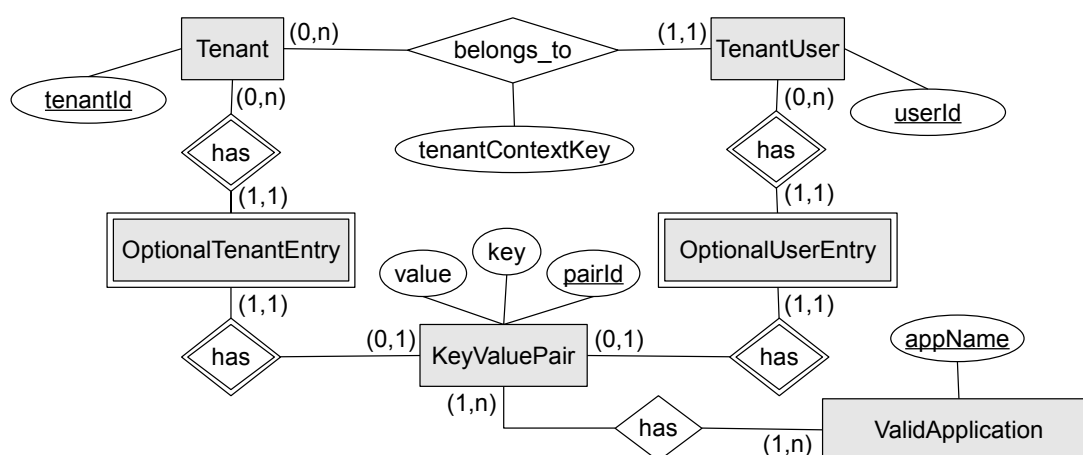 (0,n)
(1,1)
Tenant
belongs_to
TenantUser
tenantId
(0,n)
(0,n)
userId
has
tenantContextKey
has
(1,1)
(1,1)
OptionalTenantEntry
key
OptionalUserEntry
value
pairId
(1,1)
(1,1)
(0,1)
(0,1)
appName
has
KeyValuePair
has
(1,n)
has
(1,n)
ValidApplication